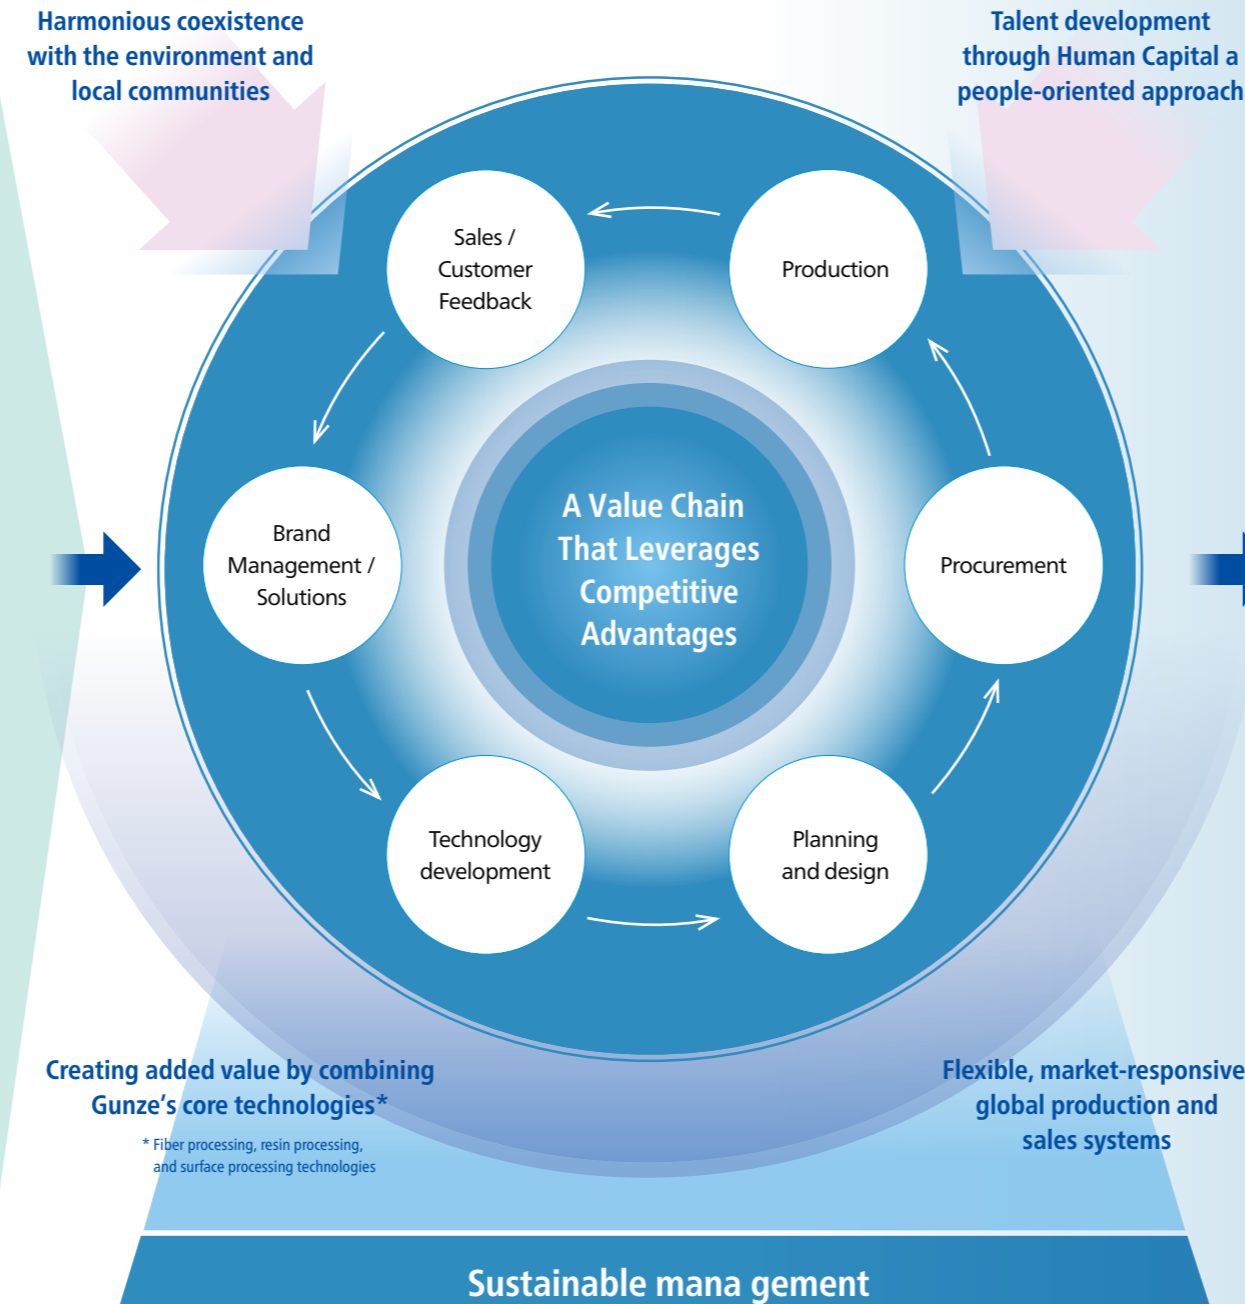 Harmonious coexistence
with the environment and
local communities
Talent development
through Human Capital a
people-oriented approach
Sales /
Customer
Feedback
Production
Brand
Management /
Solutions
A Value Chain
That Leverages
Competitive
Advantages
Procurement
Technology
development
Planning
and design
Creating added value by combining
Gunze's core technologies*
* Fiber processing, resin processing,
and surface processing technologies
Flexible, market-responsive
global production and
sales systems
Sustainable mana gement